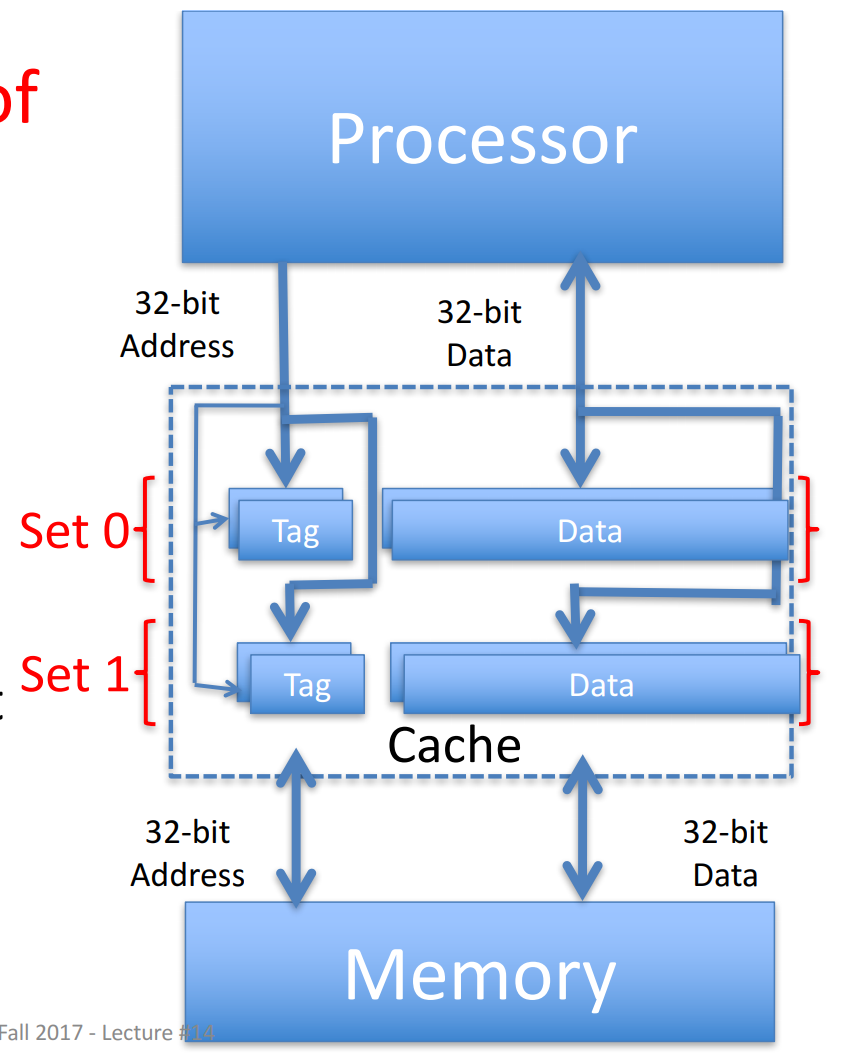 of
Processor
32-bit
Address
32-bit
Data
Set 0
Tag
Data
Set 1
Tag
Data
Cache
32-bit
Address
32-bit
Data
Memory
Fall 2017 - Lecture #14